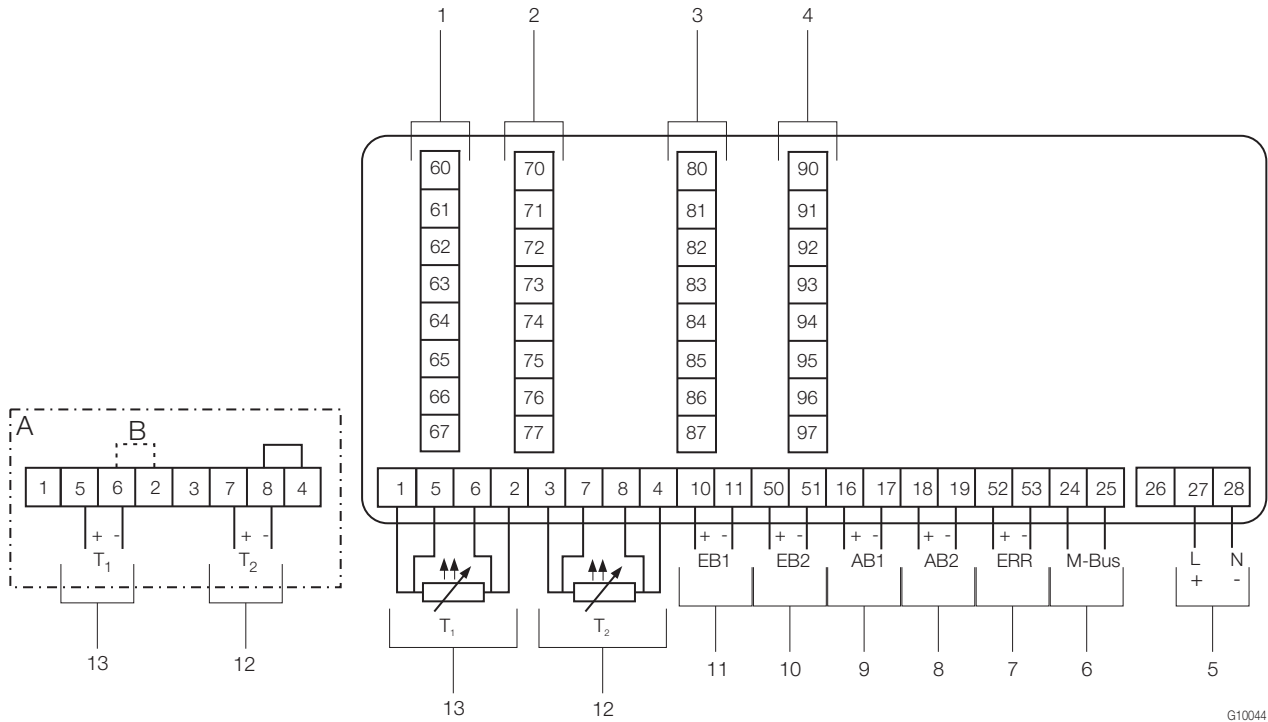 1 2 3 4
60 70 80 90
61 71 81 91
62 72 82 92
63 73 83 93
64 74 84 94
65 75 85 95
66 76 86 96
67 77 87 97
A
B
1 5 6 2 3 7 8 4
+ - + -
T1 T2
13 12
1 5 6 2 3 7 8 4 10 11 50 51 16 17 18 19 52 53 24 25 26 27 28
+ - + - + - + - + -
EB1 EB2 AB1 AB2 ERR M-Bus L N
+ -
T1 T2
11 10 9 8 7 6 5
13 12
G10044